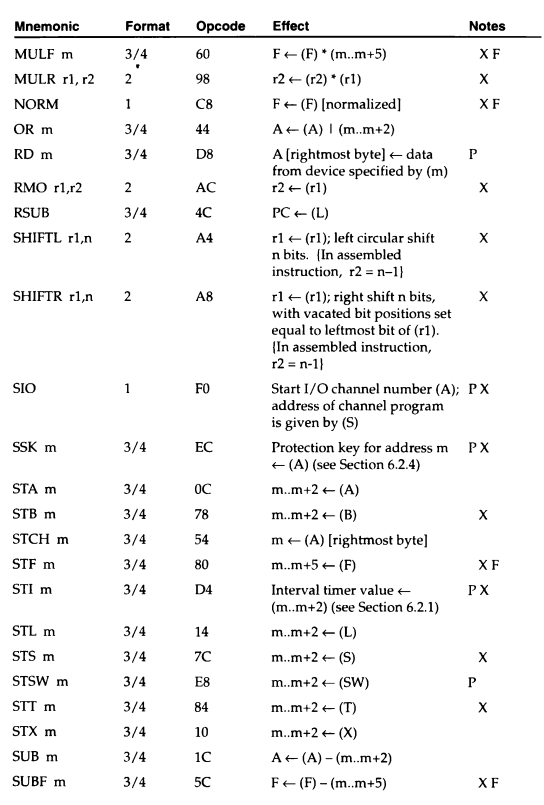 Mnemonic Format Opcode Effect Notes
MULF m 3/4 60 F ← (F) * (m..m+5) X F
MULR r1, r2 2 98 r2 ← (r2) * (r1) X
NORM 1 C8 F ← (F) [normalized] X F
OR m 3/4 44 A ← (A) | (m..m+2)
RD m 3/4 D8 A [rightmost byte] ← data P
from device specified by (m)
RMO r1,r2 2 AC r2 ← (r1) X
RSUB 3/4 4C PC ← (L)
SHIFTL r1,n 2 A4 r1 ← (r1); left circular shift X
n bits. {In assembled
instruction, r2 = n–1}
SHIFTR r1,n 2 A8 r1 ← (r1); right shift n bits, X
with vacated bit positions set
equal to leftmost bit of (r1).
{In assembled instruction,
r2 = n-1}
SIO 1 F0 Start I/O channel number (A); P X
address of channel program
is given by (S)
SSK m 3/4 EC Protection key for address m P X
← (A) (see Section 6.2.4)
STA m 3/4 0C m..m+2 ← (A)
STB m 3/4 78 m..m+2 ← (B) X
STCH m 3/4 54 m ← (A) [rightmost byte]
STF m 3/4 80 m..m+5 ← (F) X F
STI m 3/4 D4 Interval timer value ← P X
(m..m+2) (see Section 6.2.1)
STL m 3/4 14 m..m+2 ← (L)
STS m 3/4 7C m..m+2 ← (S) X
STSW m 3/4 E8 m..m+2 ← (SW) P
STT m 3/4 84 m..m+2 ← (T) X
STX m 3/4 10 m..m+2 ← (X)
SUB m 3/4 1C A ← (A) – (m..m+2)
SUBF m 3/4 5C F ← (F) – (m..m+5) X F